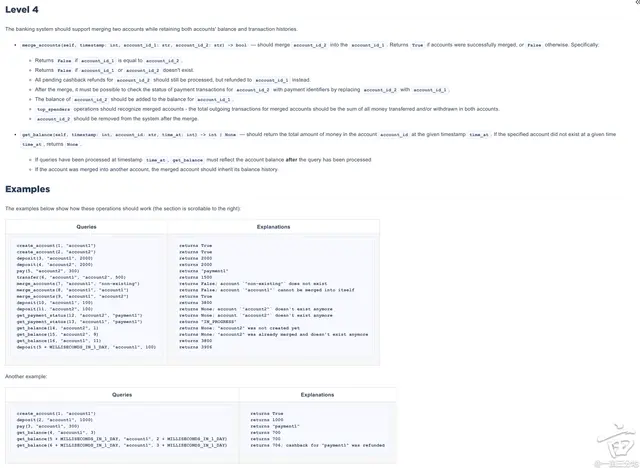 Level 4
The banking system should support merging two accounts while retaining both accounts' balance and transaction histories.
• merge_accounts(self, timestamp: int, account_id_1: str, account_id_2: str) -> bool — should merge account_id_2 into the account_id_1. Returns True if accounts were successfully merged, or False otherwise. Specifically:
◦ Returns False if account_id_1 is equal to account_id_2.
◦ Returns False if account_id_1 or account_id_2 doesn't exist.
◦ All pending cashback refunds for account_id_2 should still be processed, but refunded to account_id_1 instead.
◦ After the merge, it must be possible to check the status of payment transactions for account_id_2 with payment identifiers by replacing account_id_2 with account_id_1.
◦ The balance of account_id_2 should be added to the balance for account_id_1.
◦ top_spenders operations should recognize merged accounts - the total outgoing transactions for merged accounts should be the sum of all money transferred and/or withdrawn in both accounts.
◦ account_id_2 should be removed from the system after the merge.
• get_balance(self, timestamp: int, account_id: str, time_at: int) -> int | None — should return the total amount of money in the account account_id at the given timestamp time_at. If the specified account did not exist at a given time
time_at, returns None.
◦ If queries have been processed at timestamp time_at, get_balance must reflect the account balance after the query has been processed
◦ If the account was merged into another account, the merged account should inherit its balance history
Examples
The examples below show how these operations should work (the section is scrollable to the right):
Queries Explanations
create_account(1, "account1") returns True
create_account(2, "account2") returns True
deposit(3, "account1", 2000) returns 2000
deposit(4, "account2", 2000) returns 2000
pay(5, "account2", 300) returns "payment1"
transfer(6, "account1", "account2", 500) returns 1500
merge_accounts(7, "account1", "non-existing") returns False: account "non-existing" does not exist
merge_accounts(8, "account1", "account1") returns False: account "account1" cannot be merged into itself
merge_accounts(9, "account1", "account2") returns True
deposit(10, "account1", 100) returns 3800
deposit(11, "account2", 100) returns None: account "account2" doesn't exist anymore
get_payment_status(12, "account2", "payment1") returns None: account "account2" doesn't exist anymore
get_payment_status(13, "account1", "payment1") returns "IN_PROGRESS"
get_balance(14, "account2", 1) returns None: "account2" was not created yet
get_balance(15, "account2", 9) returns None: "account2" was already merged and doesn't exist anymore
get_balance(16, "account1", 11) returns 3800
deposit(5 + MILLISECONDS_IN_1_DAY, "account1", 100) returns 3906
Another example:
Queries Explanations
create_account(1, "account1") returns True
deposit(2, "account1", 1000) returns 1000
pay(3, "account1", 300) returns "payment1"
get_balance(4, "account1", 3) returns 700
get_balance(5 + MILLISECONDS_IN_1_DAY, "account1", 2 + MILLISECONDS_IN_1_DAY) returns 700
get_balance(6 + MILLISECONDS_IN_1_DAY, "account1", 3 + MILLISECONDS_IN_1_DAY) returns 706: cashback for "payment1" was refunded